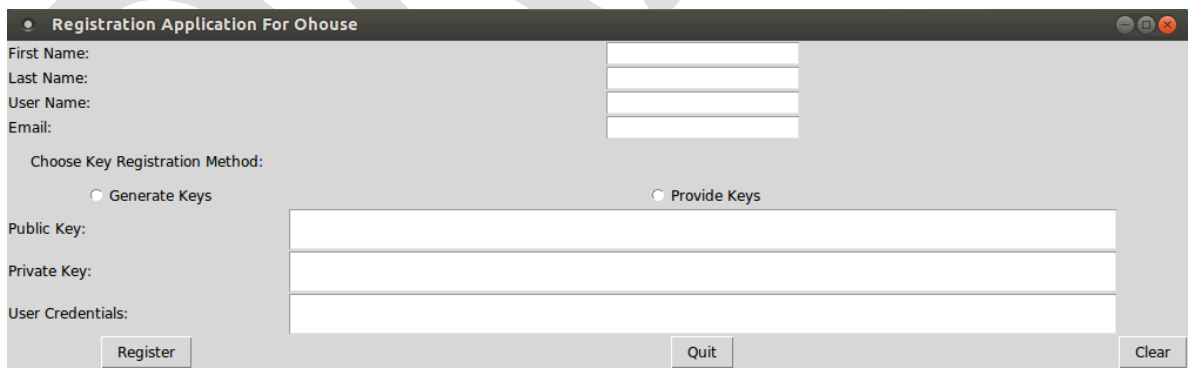 Registration Application For Ohouse
First Name:
Last Name:
User Name:
Email:
Choose Key Registration Method:
Generate Keys Provide Keys
Public Key:
Private Key:
User Credentials:
Register Quit Clear